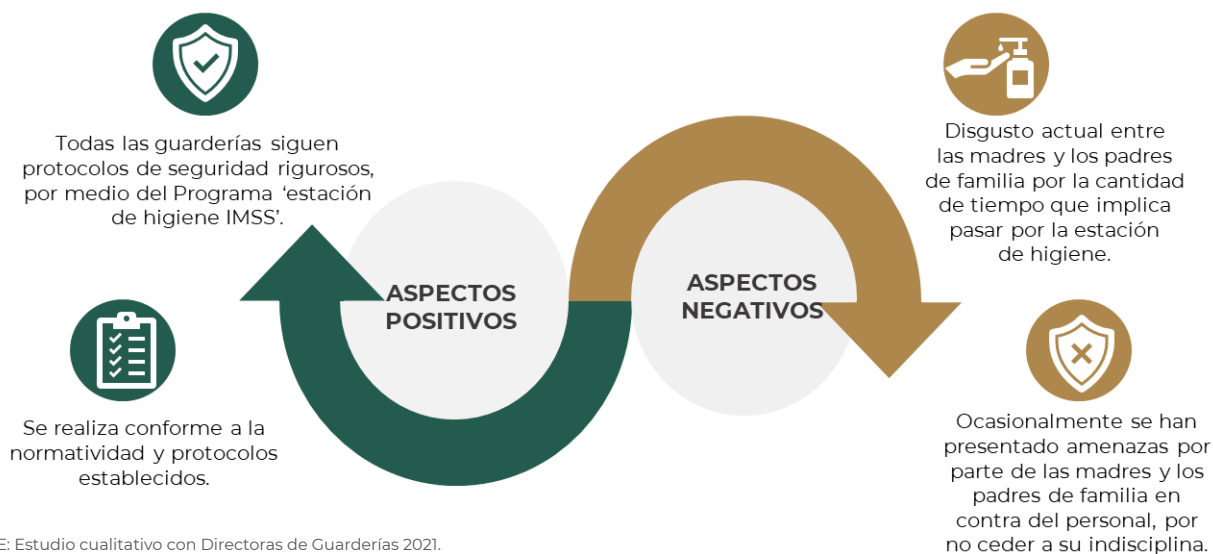 Todas las guarderías siguen
protocolos de seguridad rigurosos,
por medio del Programa ‘estación
de higiene IMSS’.
Se realiza conforme a la
normatividad y protocolos
establecidos.
ASPECTOS
POSITIVOS
ASPECTOS
NEGATIVOS
Disgusto actual entre
las madres y los padres
de familia por la cantidad
de tiempo que implica
pasar por la estación
de higiene.
Ocasionalmente se han
presentado amenazas por
parte de las madres y los
padres de familia en
contra del personal, por
no ceder a su indisciplina.
E: Estudio cualitativo con Directoras de Guarderías 2021.